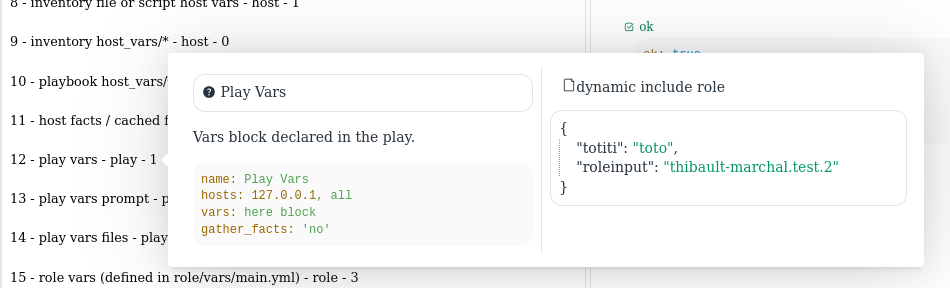 8 - inventory file or script host vars - host - 1
9 - inventory host_vars/* - host - 0
10 - playbook host_vars/
11 - host facts / cached f
12 - play vars - play - 1
13 - play vars prompt - p
14 - play vars files - play
15 - role vars (defined in role/vars/main.yml) - role - 3
Play Vars
Vars block declared in the play.
name: Play Vars
hosts: 127.0.0.1, all
vars: here block
gather_facts: 'no'
dynamic include role
{
"totiti": "toto",
"roleinput": "thibault-marchal.test.2"
}
ok
ok: true